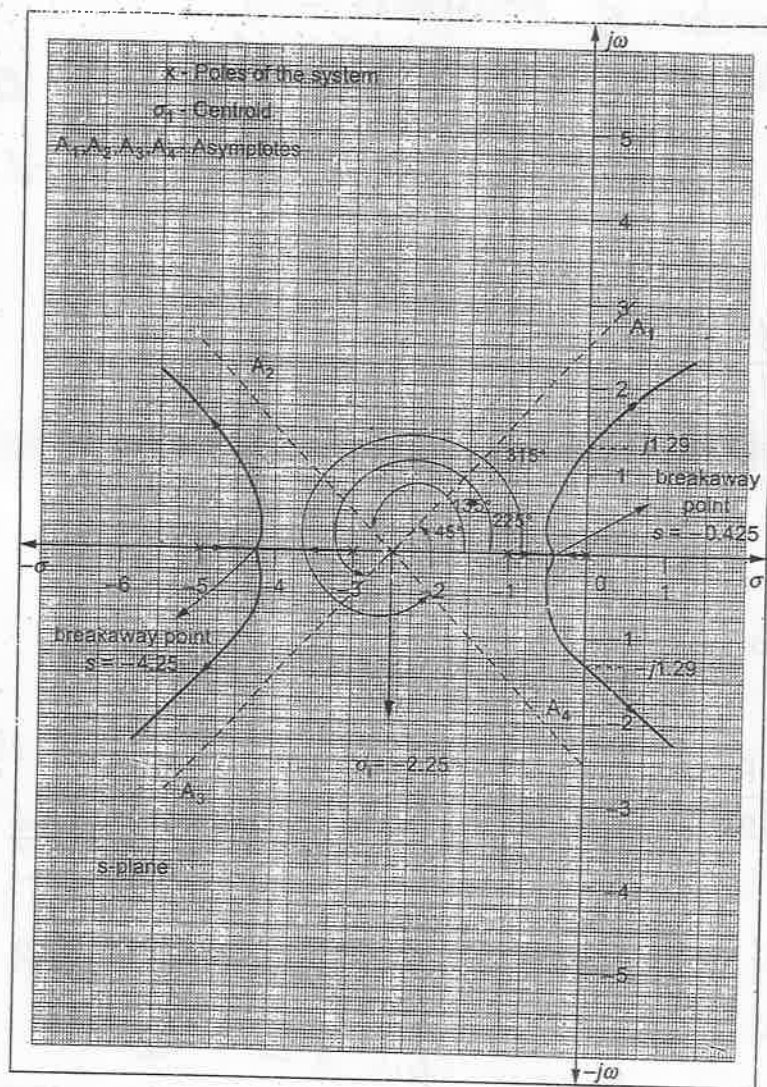 jω
x - Poles of the system
σ₁ - Centroid
A₁,A₂,A₃,A₄ - Asymplotes
5
4
3
A₁
A₂
2
315°
j1.29
1
breakaway
point
s = −0.425
225°
45°
−σ
−6
−5
−4
−3
−2
−1
0
1
σ
breakaway point
s = −4.25
1
−j1.29
A₄
−2
σ₁ = −2.25
A₃
−3
s-plane
−4
−5
−jω